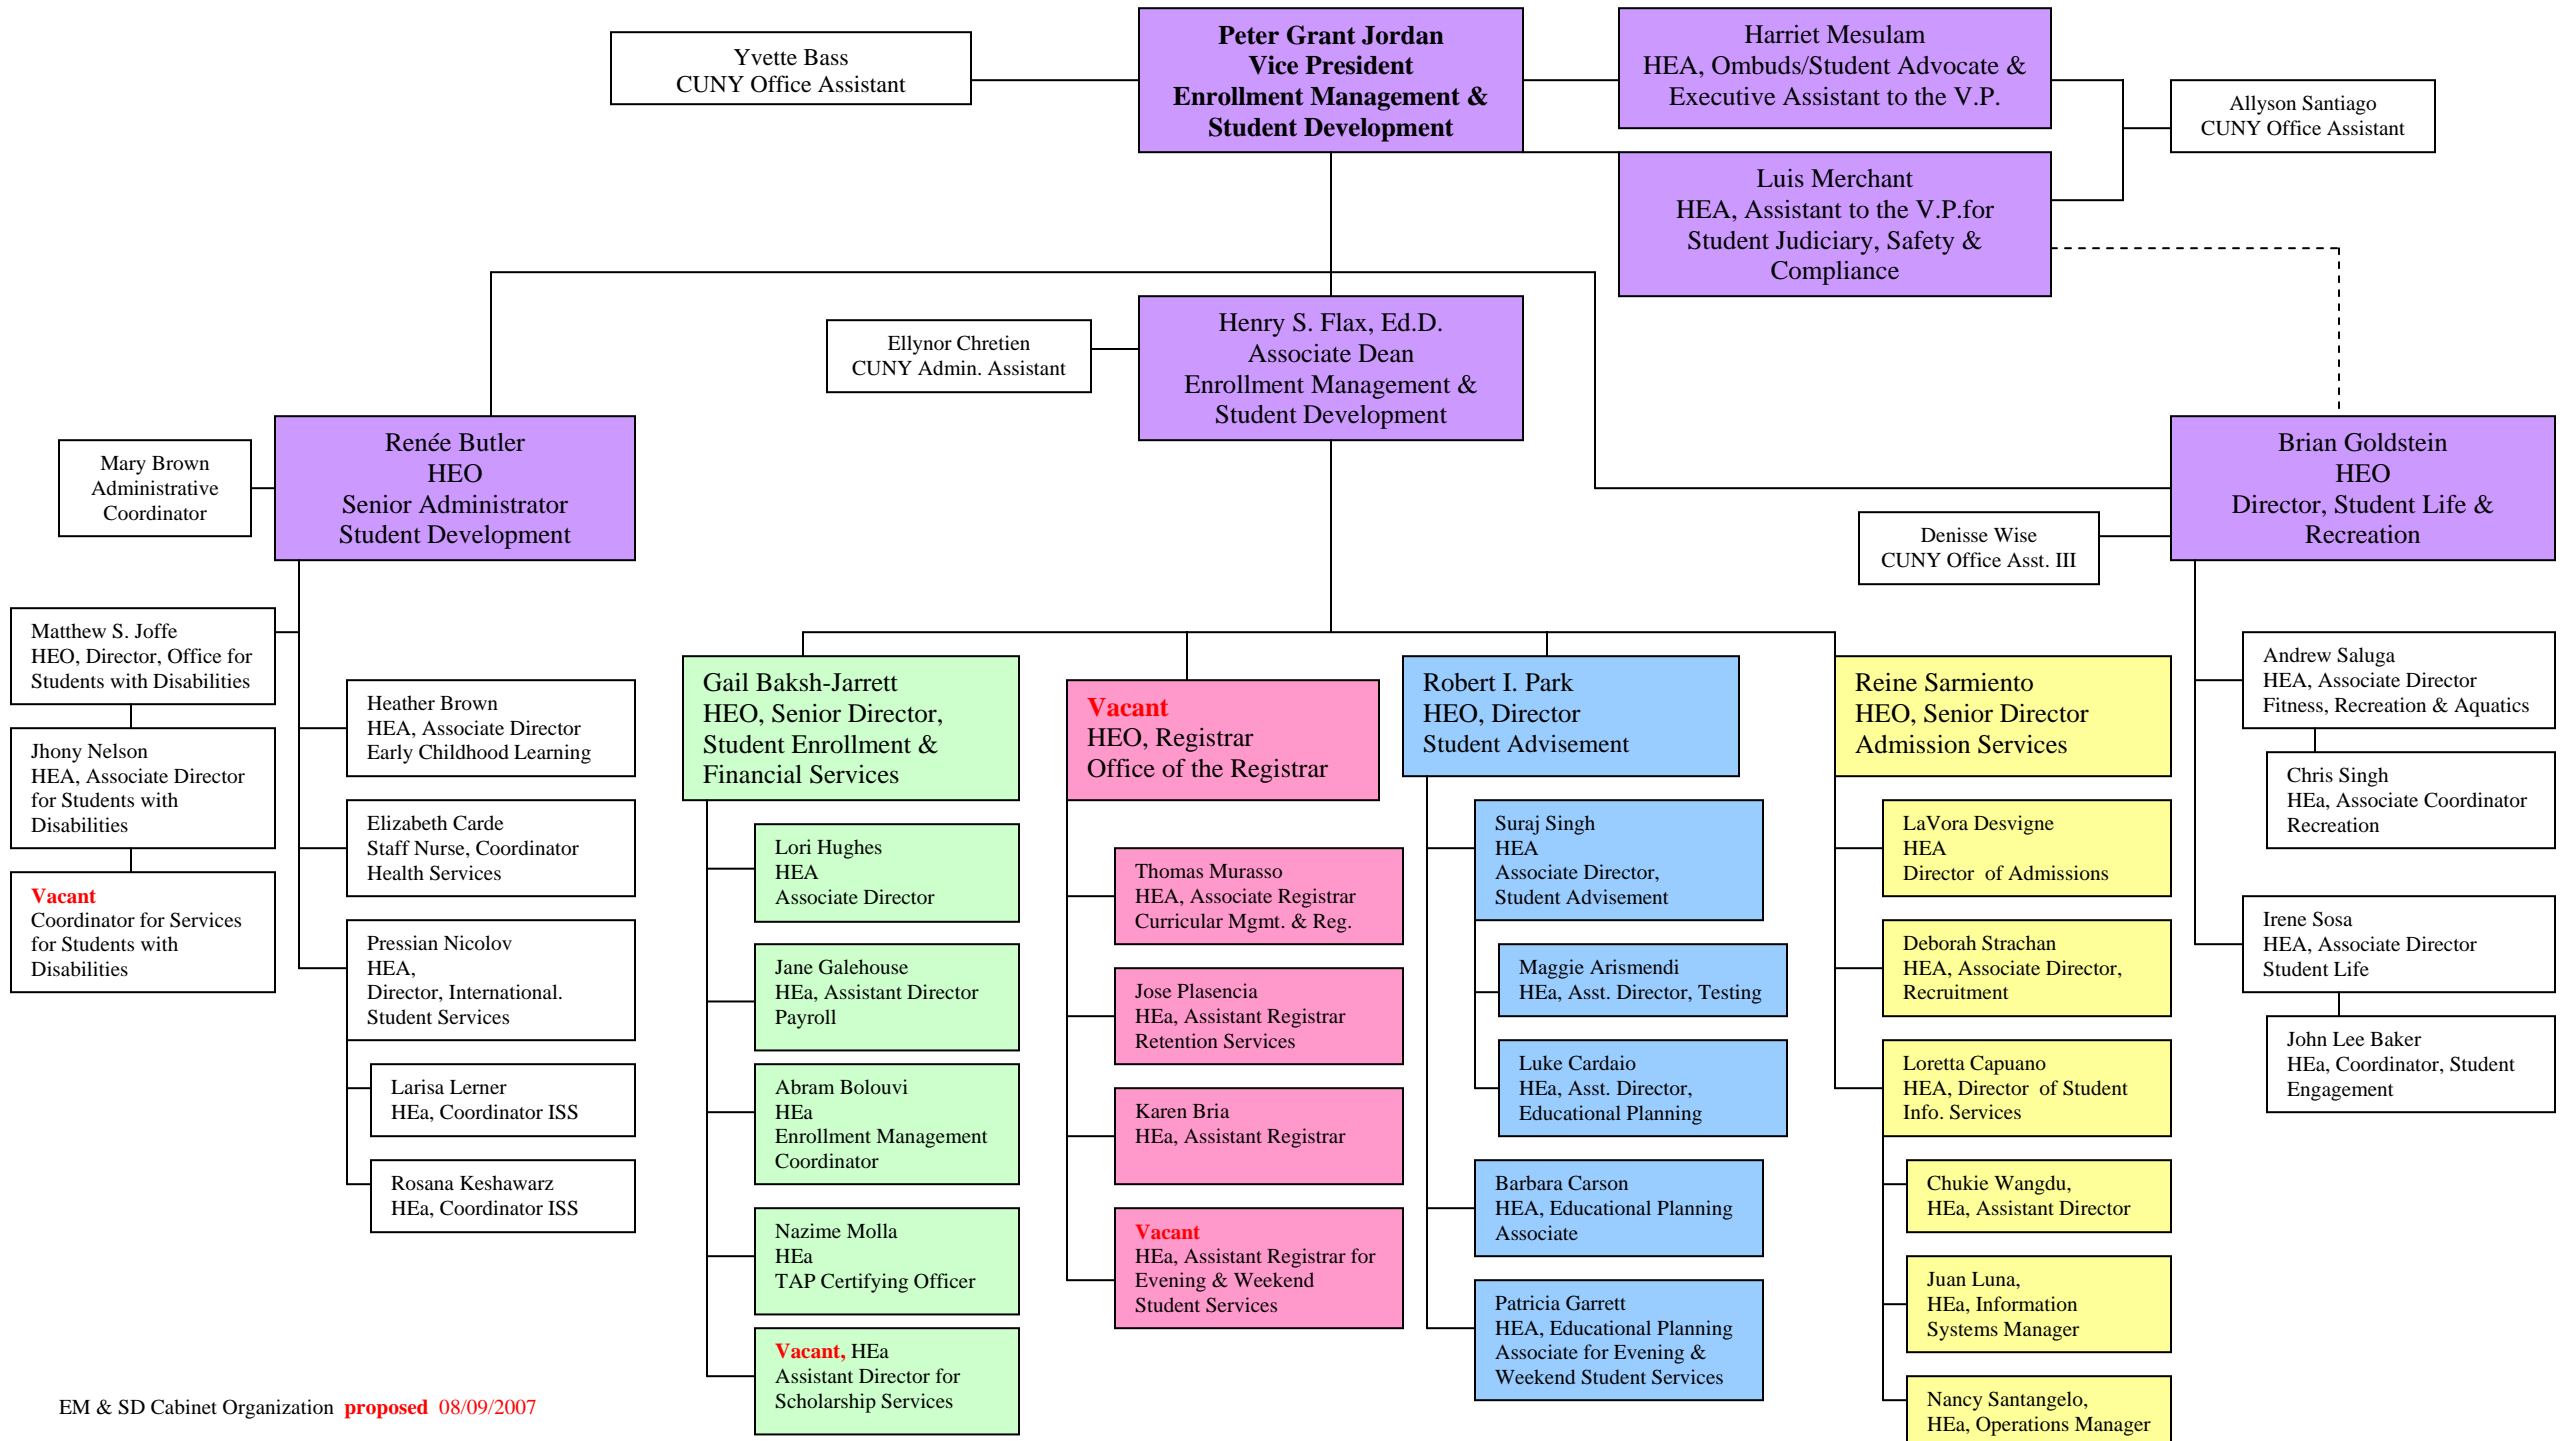 Yvette Bass
CUNY Office Assistant
Peter Grant Jordan
Vice President
Enrollment Management &
Student Development
Harriet Mesulam
HEA, Ombuds/Student Advocate &
Executive Assistant to the V.P.
Allyson Santiago
CUNY Office Assistant
Luis Merchant
HEA, Assistant to the V.P.for
Student Judiciary, Safety &
Compliance
Ellynor Chretien
CUNY Admin. Assistant
Henry S. Flax, Ed.D.
Associate Dean
Enrollment Management &
Student Development
Mary Brown
Administrative
Coordinator
Renée Butler
HEO
Senior Administrator
Student Development
Brian Goldstein
HEO
Director, Student Life &
Recreation
Denisse Wise
CUNY Office Asst. III
Matthew S. Joffe
HEO, Director, Office for
Students with Disabilities
Jhony Nelson
HEA, Associate Director
for Students with
Disabilities
Vacant
Coordinator for Services
for Students with
Disabilities
Heather Brown
HEA, Associate Director
Early Childhood Learning
Elizabeth Carde
Staff Nurse, Coordinator
Health Services
Pressian Nicolov
HEA,
Director, International.
Student Services
Larisa Lerner
HEa, Coordinator ISS
Rosana Keshawarz
HEa, Coordinator ISS
Gail Baksh-Jarrett
HEO, Senior Director,
Student Enrollment &
Financial Services
Lori Hughes
HEA
Associate Director
Jane Galehouse
HEa, Assistant Director
Payroll
Abram Bolouvi
HEa
Enrollment Management
Coordinator
Nazime Molla
HEa
TAP Certifying Officer
Vacant, HEa
Assistant Director for
Scholarship Services
Vacant
HEO, Registrar
Office of the Registrar
Thomas Murasso
HEA, Associate Registrar
Curricular Mgmt. & Reg.
Jose Plasencia
HEa, Assistant Registrar
Retention Services
Karen Bria
HEa, Assistant Registrar
Vacant
HEa, Assistant Registrar for
Evening & Weekend
Student Services
Robert I. Park
HEO, Director
Student Advisement
Suraj Singh
HEA
Associate Director,
Student Advisement
Maggie Arismendi
HEa, Asst. Director, Testing
Luke Cardaio
HEa, Asst. Director,
Educational Planning
Barbara Carson
HEA, Educational Planning
Associate
Patricia Garrett
HEA, Educational Planning
Associate for Evening &
Weekend Student Services
Reine Sarmiento
HEO, Senior Director
Admission Services
LaVora Desvigne
HEA
Director  of Admissions
Deborah Strachan
HEA, Associate Director,
Recruitment
Loretta Capuano
HEA, Director  of Student
Info. Services
Chukie Wangdu,
HEa, Assistant Director
Juan Luna,
HEa, Information
Systems Manager
Nancy Santangelo,
HEa, Operations Manager
Andrew Saluga
HEA, Associate Director
Fitness, Recreation & Aquatics
Chris Singh
HEa, Associate Coordinator
Recreation
Irene Sosa
HEA, Associate Director
Student Life
John Lee Baker
HEa, Coordinator, Student
Engagement
EM & SD Cabinet Organization proposed 08/09/2007